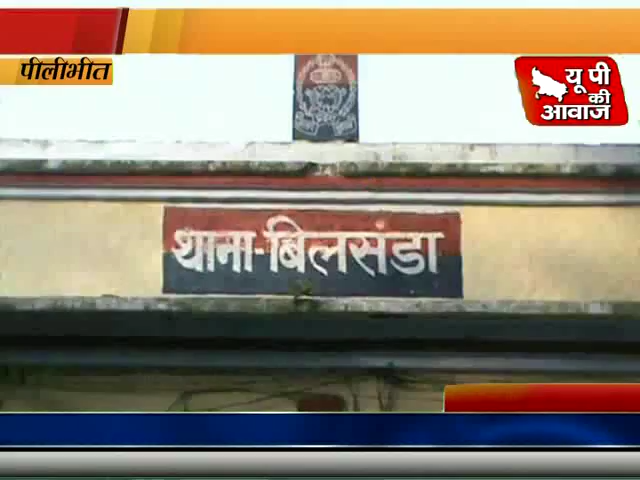 पीलीभीत
यू पी
की
आवाज
थाना-बिलसंडा